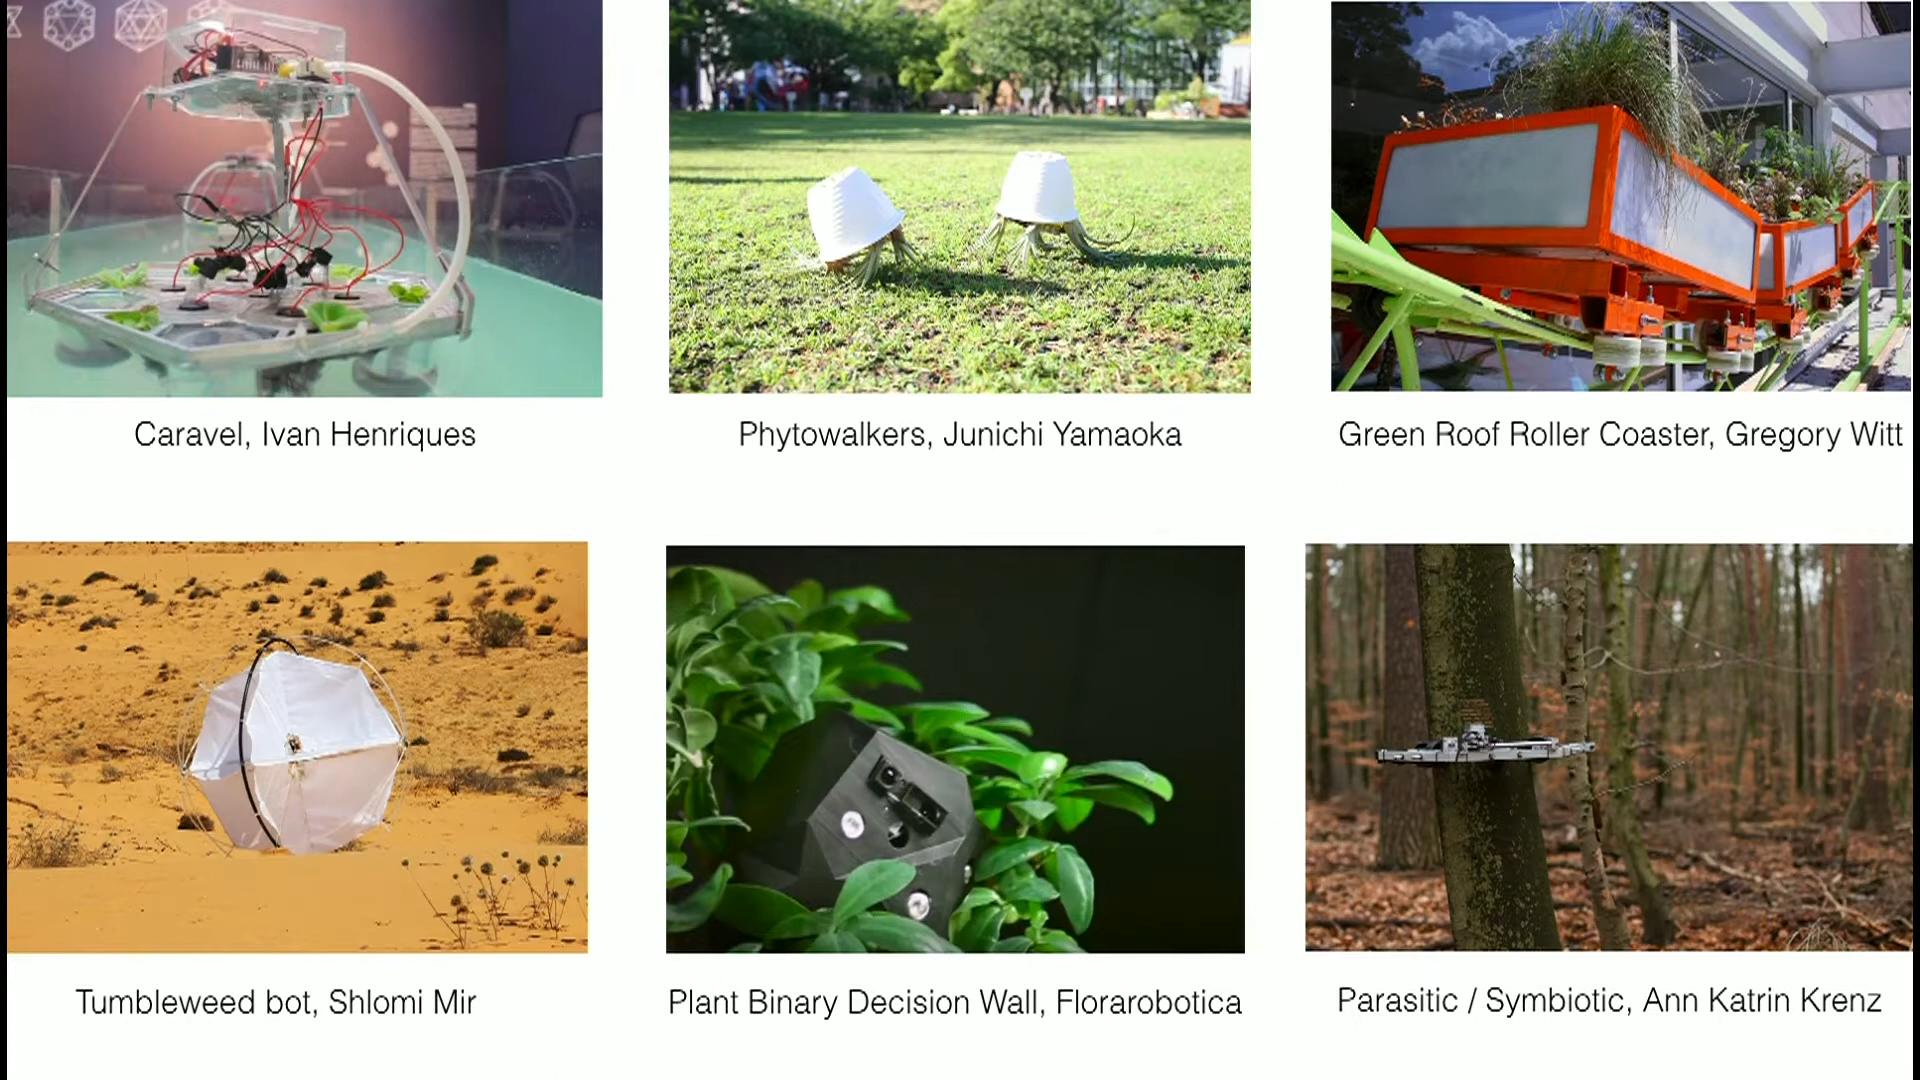 Caravel, Ivan Henriques
Phytowalkers, Junichi Yamaoka
Green Roof Roller Coaster, Gregory Witt
Tumbleweed bot, Shlomi Mir
Plant Binary Decision Wall, Florarobotica
Parasitic / Symbiotic, Ann Katrin Krenz